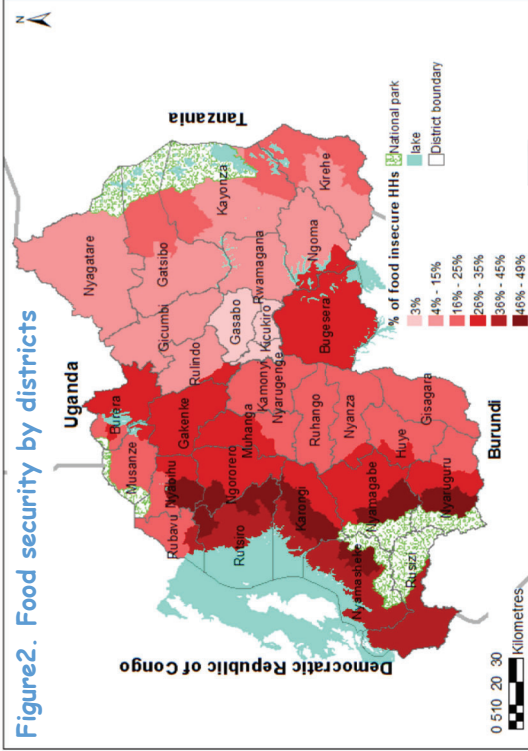 Figure2. Food security by districts
N
Uganda
Tanzania
Democratic Republic of Congo
Burundi
Nyagatare
Burera
Musanze
Gicumbi
Gatsibo
Rulindo
Gakenke
Rubavu
Nyabihu
Kayonza
Gasabo
Rwamagana
Kicukiro
Nyarugenge
Kamony
Muhanga
Ngororero
Rutsiro
Ngoma
Kirehe
Bugesera
Ruhango
Karongi
Nyanza
Nyamagabe
Huye
Gisagara
Nyamasheke
Rusizi
Nyaruguru
% of food insecure HHs
3%
4% - 15%
16% - 25%
26% - 35%
36% - 45%
46% - 49%
National park
lake
District boundary
0 5 10 20 30
Kilometres